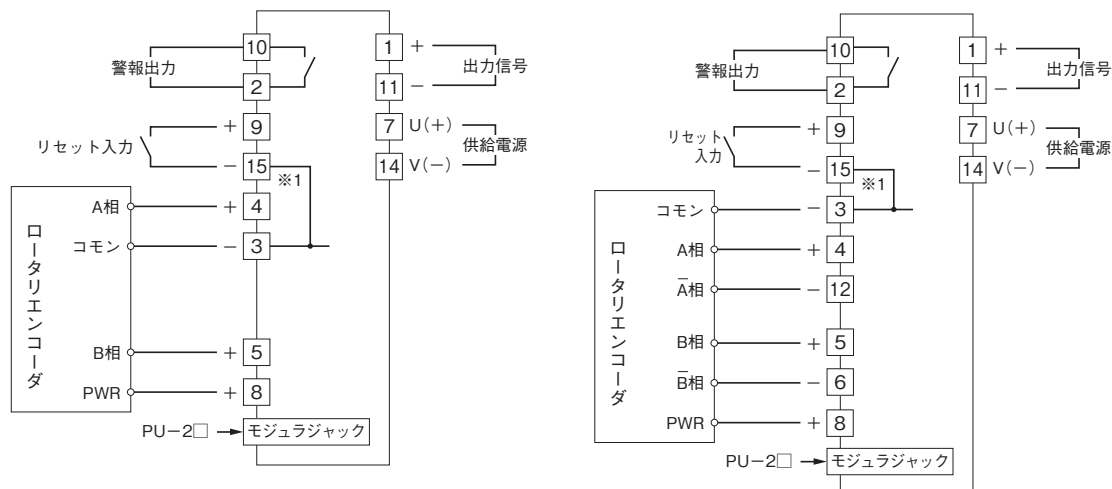 警報出力
10
2
1 +
11 −
出力信号
リセット入力
+ 9
− 15
※1
7 U(+)
14 V(−)
供給電源
ロータリエンコーダ
A相 + 4
コモン − 3
B相 + 5
PWR + 8
PU−2□ モジュラジャック
警報出力
10
2
1 +
11 −
出力信号
リセット
入力
+ 9
− 15
※1
7 U(+)
14 V(−)
供給電源
ロータリエンコーダ
コモン − 3
A相 + 4
A̅相 − 12
B相 + 5
B̅相 − 6
PWR + 8
PU−2□ モジュラジャック